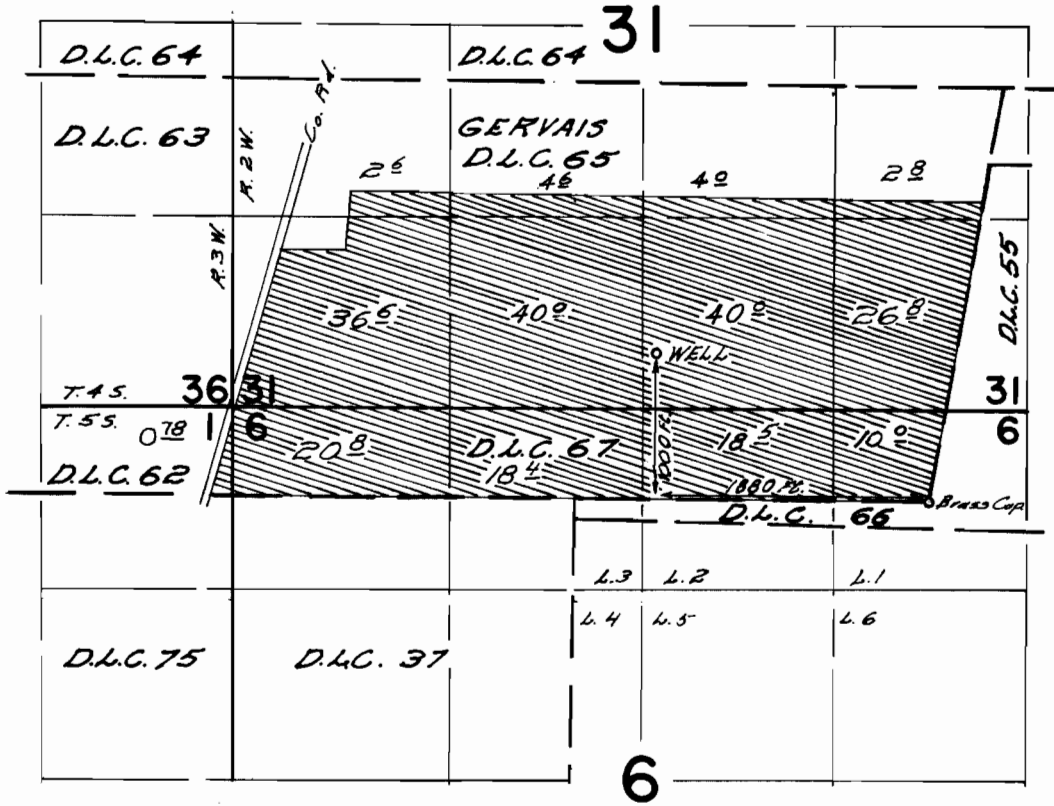 31
D.L.C. 64
D.L.C. 64
Co. Rd.
D.L.C. 63
R. 2 W.
GERVAIS
D.L.C. 65
2 6
4 6
4 0
2 8
R. 3 W.
D.L.C. 55
36 6
40 0
40 0
26 8
WELL
T. 4 S.
36 31
31
T. 5 S.
0 78
1 6
6
20 8
D.L.C. 67
18 4
1000 Ft.
18 5
10 0
D.L.C. 62
1880 Ft.
Brass Cap
D.L.C. 66
L. 3
L. 2
L. 1
L. 4
L. 5
L. 6
D.L.C. 75
D.L.C. 37
6